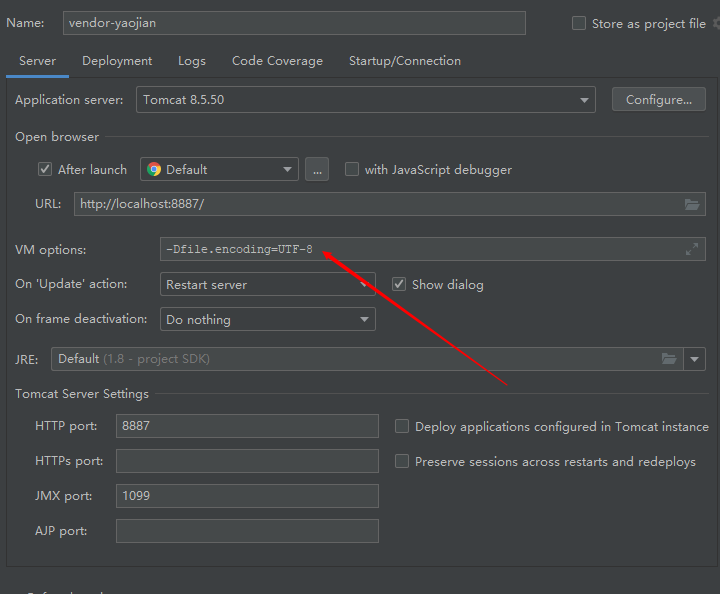 Name: vendor-yaojian Store as project file
Server Deployment Logs Code Coverage Startup/Connection
Application server: Tomcat 8.5.50 Configure...
Open browser
After launch Default ... with JavaScript debugger
URL: http://localhost:8887/
VM options: -Dfile.encoding=UTF-8
On 'Update' action: Restart server Show dialog
On frame deactivation: Do nothing
JRE: Default (1.8 - project SDK)
Tomcat Server Settings
HTTP port: 8887 Deploy applications configured in Tomcat instance
HTTPs port: Preserve sessions across restarts and redeploys
JMX port: 1099
AJP port: